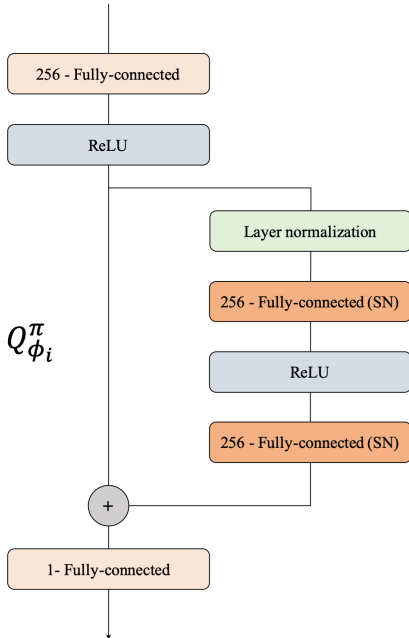 256 - Fully-connected
ReLU
Layer normalization
256 - Fully-connected (SN)
Q^π_{ϕ_i}
ReLU
256 - Fully-connected (SN)
+
1- Fully-connected